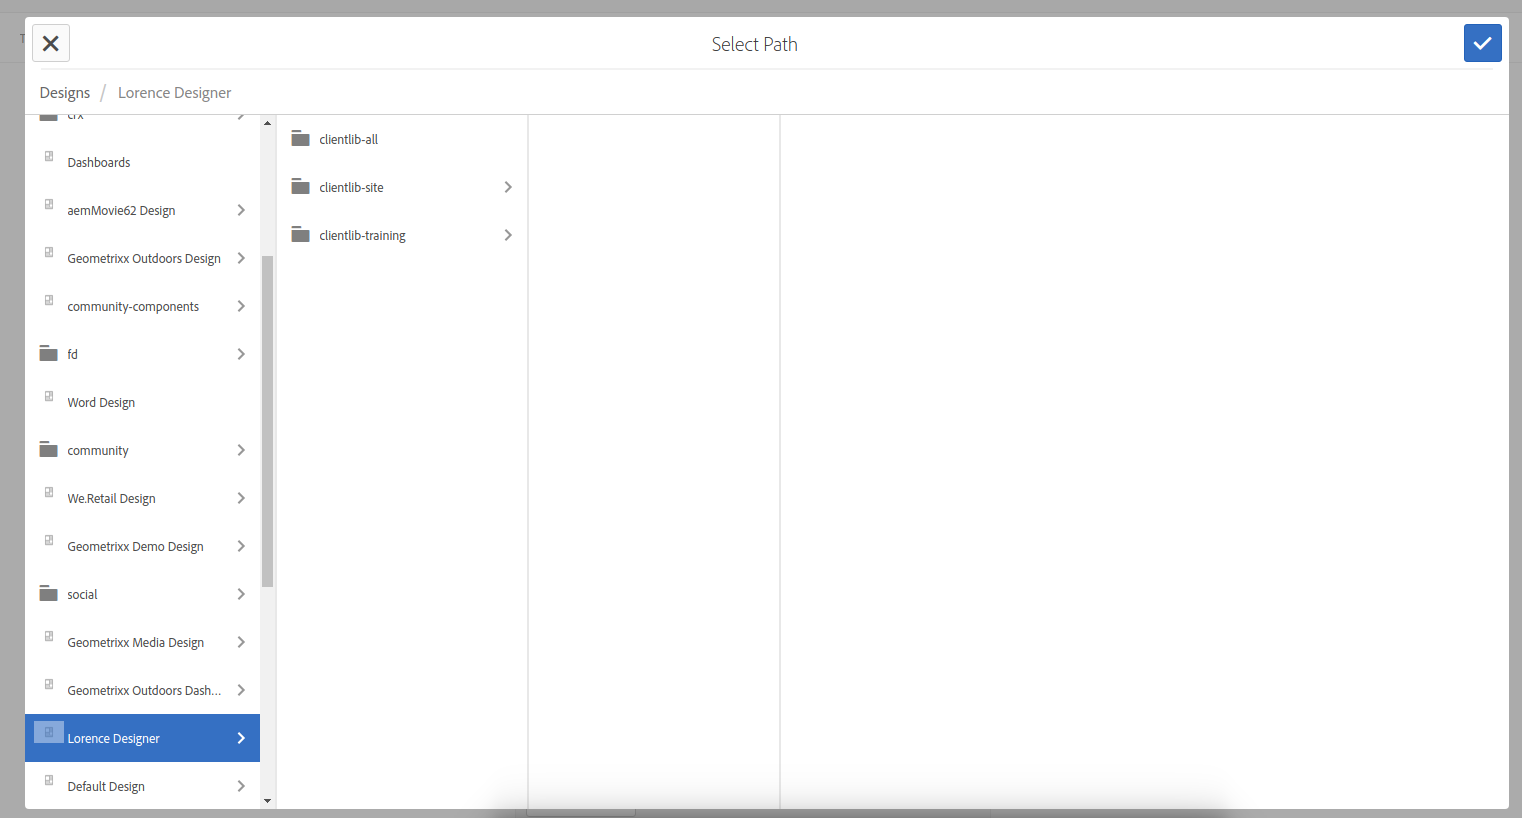 Select Path
Designs / Lorence Designer
crx
Dashboards
aemMovie62 Design
Geometrixx Outdoors Design
community-components
fd
Word Design
community
We.Retail Design
Geometrixx Demo Design
social
Geometrixx Media Design
Geometrixx Outdoors Dash...
Lorence Designer
Default Design
clientlib-all
clientlib-site
clientlib-training